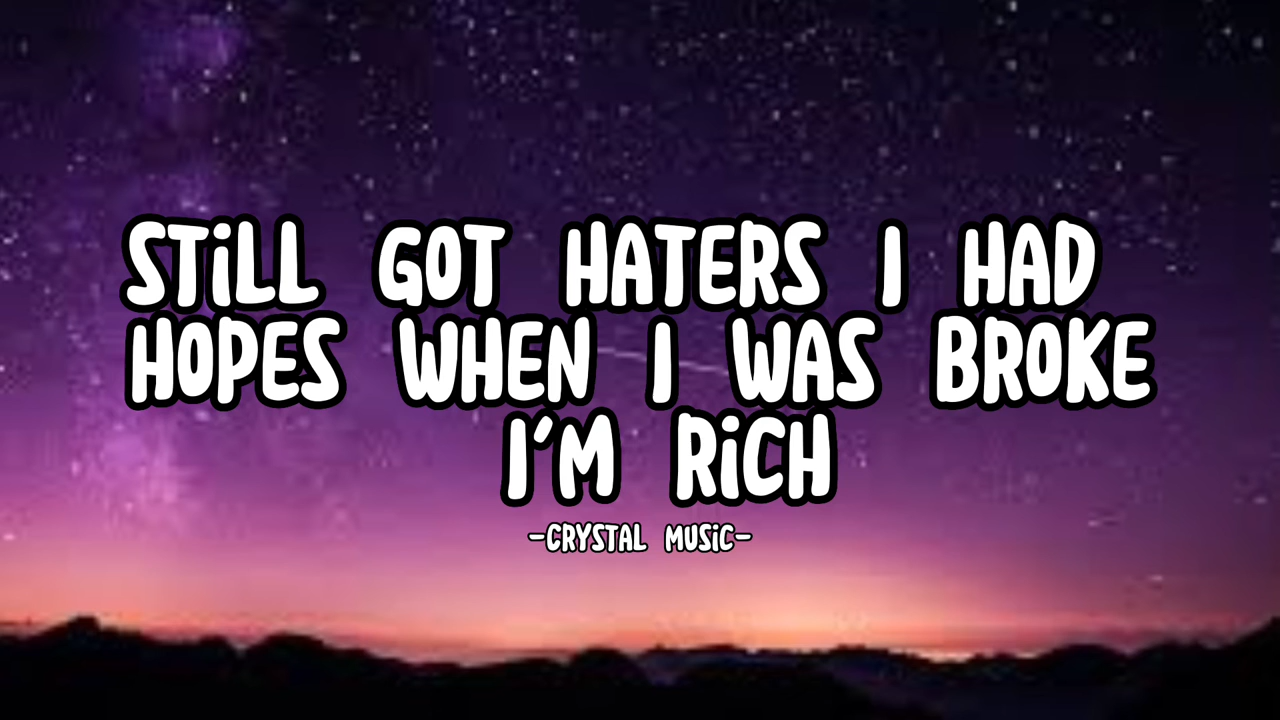 STiLL GOT HATERS I HAD
HOPES WHEN I WAS BROKE
I'M RiCH
-CRYSTAL MUSiC-